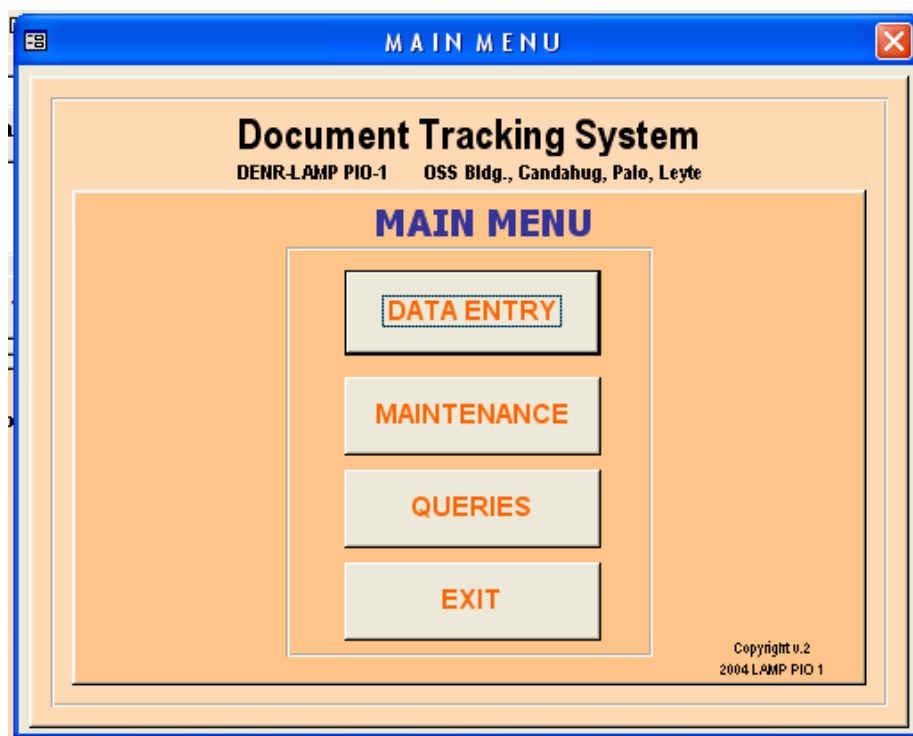 MAIN MENU
Document Tracking System
DENR-LAMP PIO-1 OSS Bldg., Candahug, Palo, Leyte
MAIN MENU
DATA ENTRY
MAINTENANCE
QUERIES
EXIT
Copyright v.2
2004 LAMP PIO 1